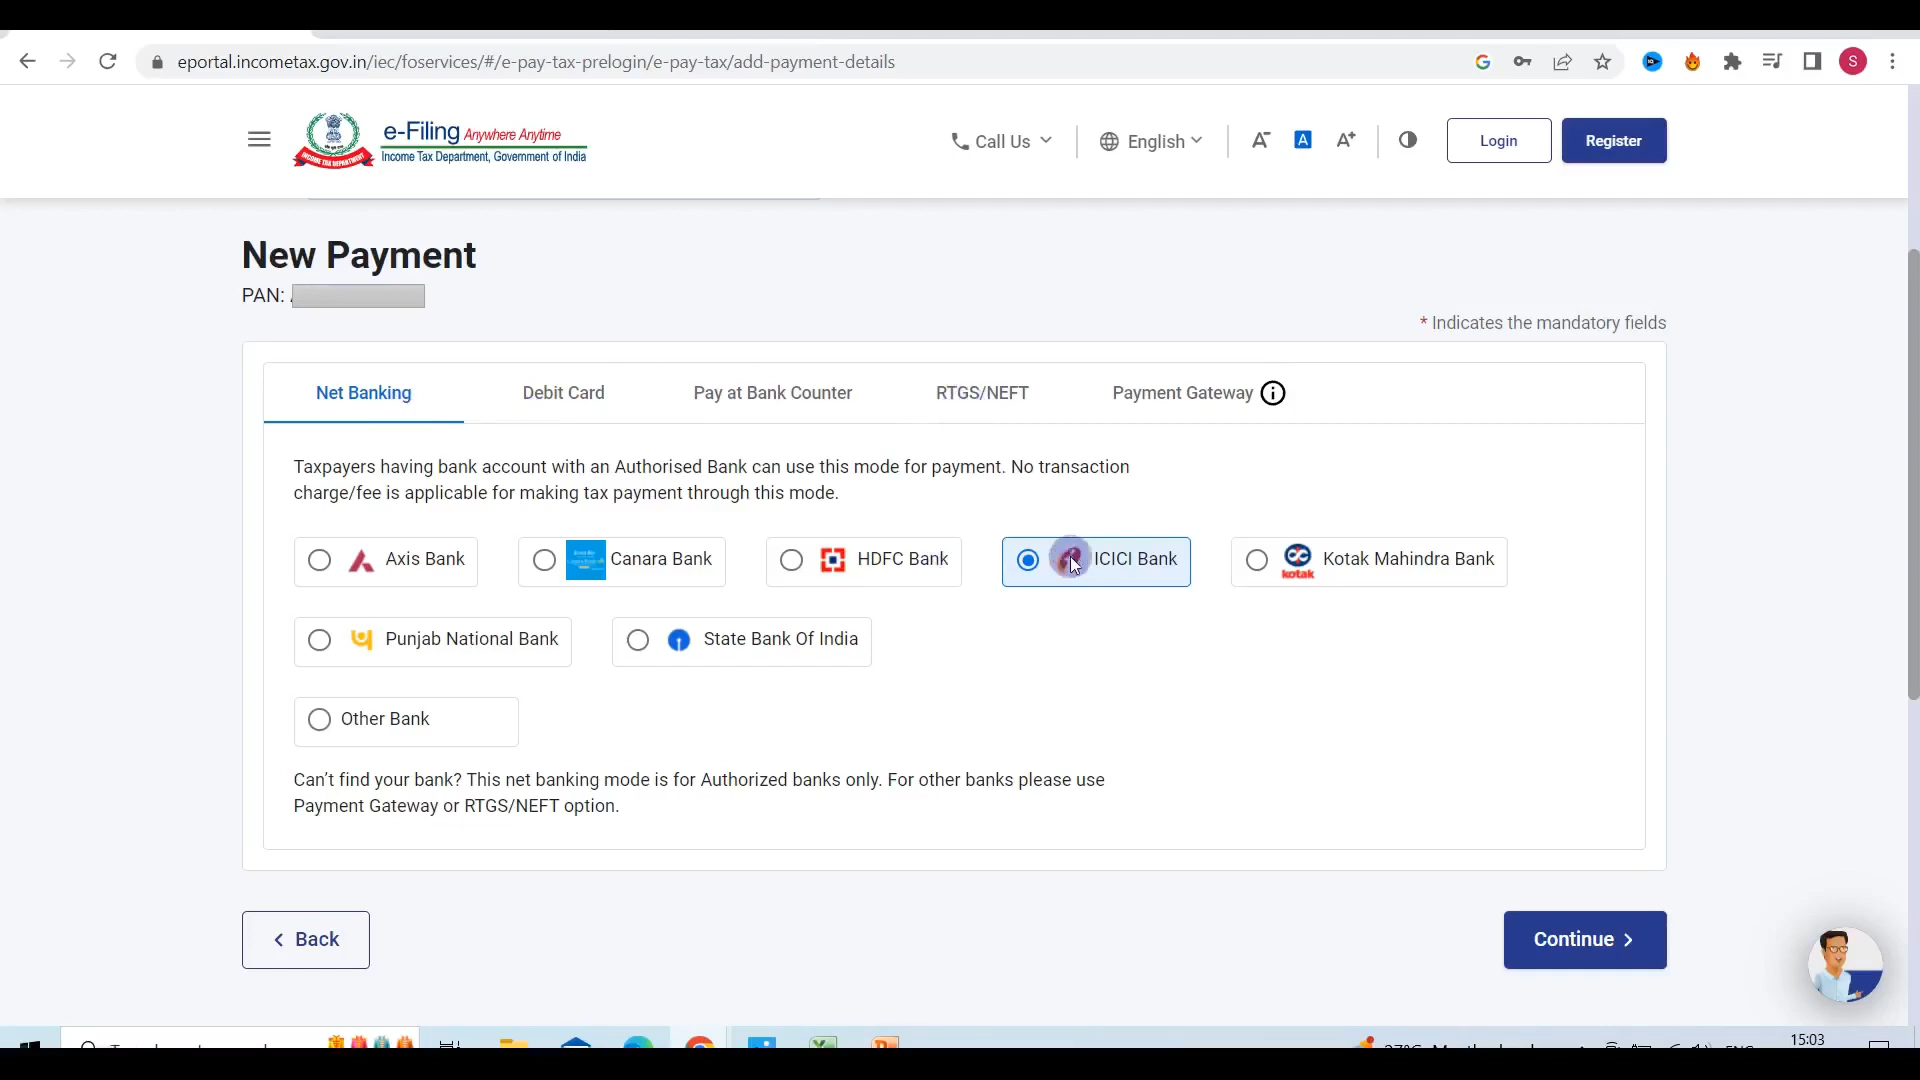 eportal.incometax.gov.in/iec/foservices/#/e-pay-tax-prelogin/e-pay-tax/add-payment-details
S
e-Filing Anywhere Anytime
Income Tax Department, Government of India
INCOME TAX DEPARTMENT
Call Us
English
A-
A
A+
Login
Register
New Payment
PAN:
* Indicates the mandatory fields
Net Banking
Debit Card
Pay at Bank Counter
RTGS/NEFT
Payment Gateway
Taxpayers having bank account with an Authorised Bank can use this mode for payment. No transaction
charge/fee is applicable for making tax payment through this mode.
Axis Bank
Canara Bank
HDFC Bank
ICICI Bank
kotak
Kotak Mahindra Bank
Punjab National Bank
State Bank Of India
Other Bank
Can’t find your bank? This net banking mode is for Authorized banks only. For other banks please use
Payment Gateway or RTGS/NEFT option.
Back
Continue
15:03